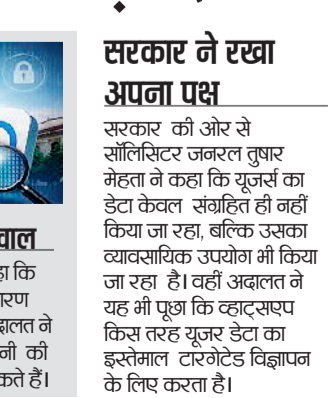 सरकार ने रखा
अपना पक्ष
सरकार की ओर से
सॉलिसिटर जनरल तुषार
मेहता ने कहा कि यूजर्स का
डेटा केवल संग्रहित ही नहीं
किया जा रहा, बल्कि उसका
व्यावसायिक उपयोग भी किया
जा रहा है। वहीं अदालत ने
यह भी पूछा कि व्हाट्सएप
किस तरह यूजर डेटा का
इस्तेमाल टारगेटेड विज्ञापन
के लिए करता है।
कि
ने
की
हैं।